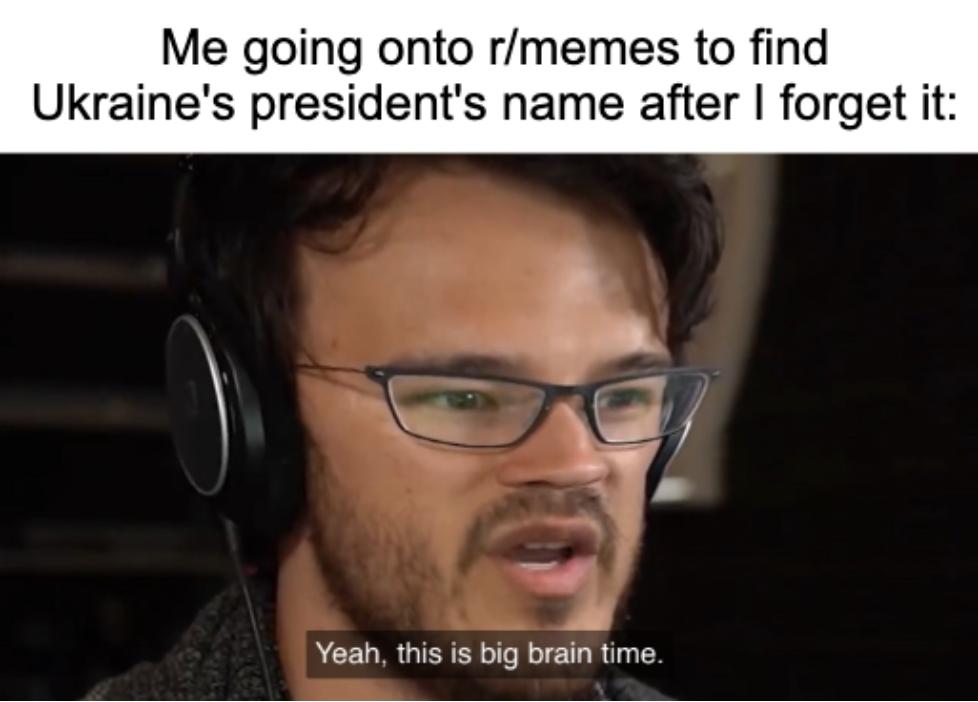 Me going onto r/memes to find
Ukraine's president's name after I forget it:
Yeah, this is big brain time.